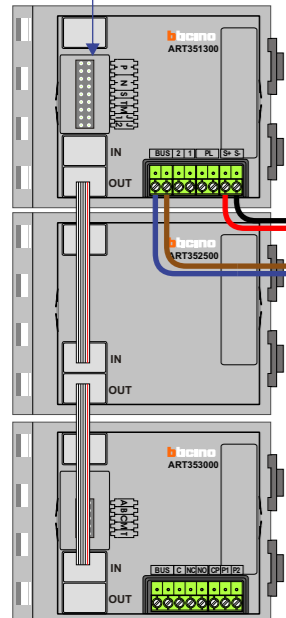 bticino
ART351300
P N S T M 1 2
IN
BUS 2 1 PL S+ S-
OUT
bticino
ART352500
IN
OUT
bticino
ART353000
A B C M T
IN
BUS C NC NO CP P1 P2
OUT